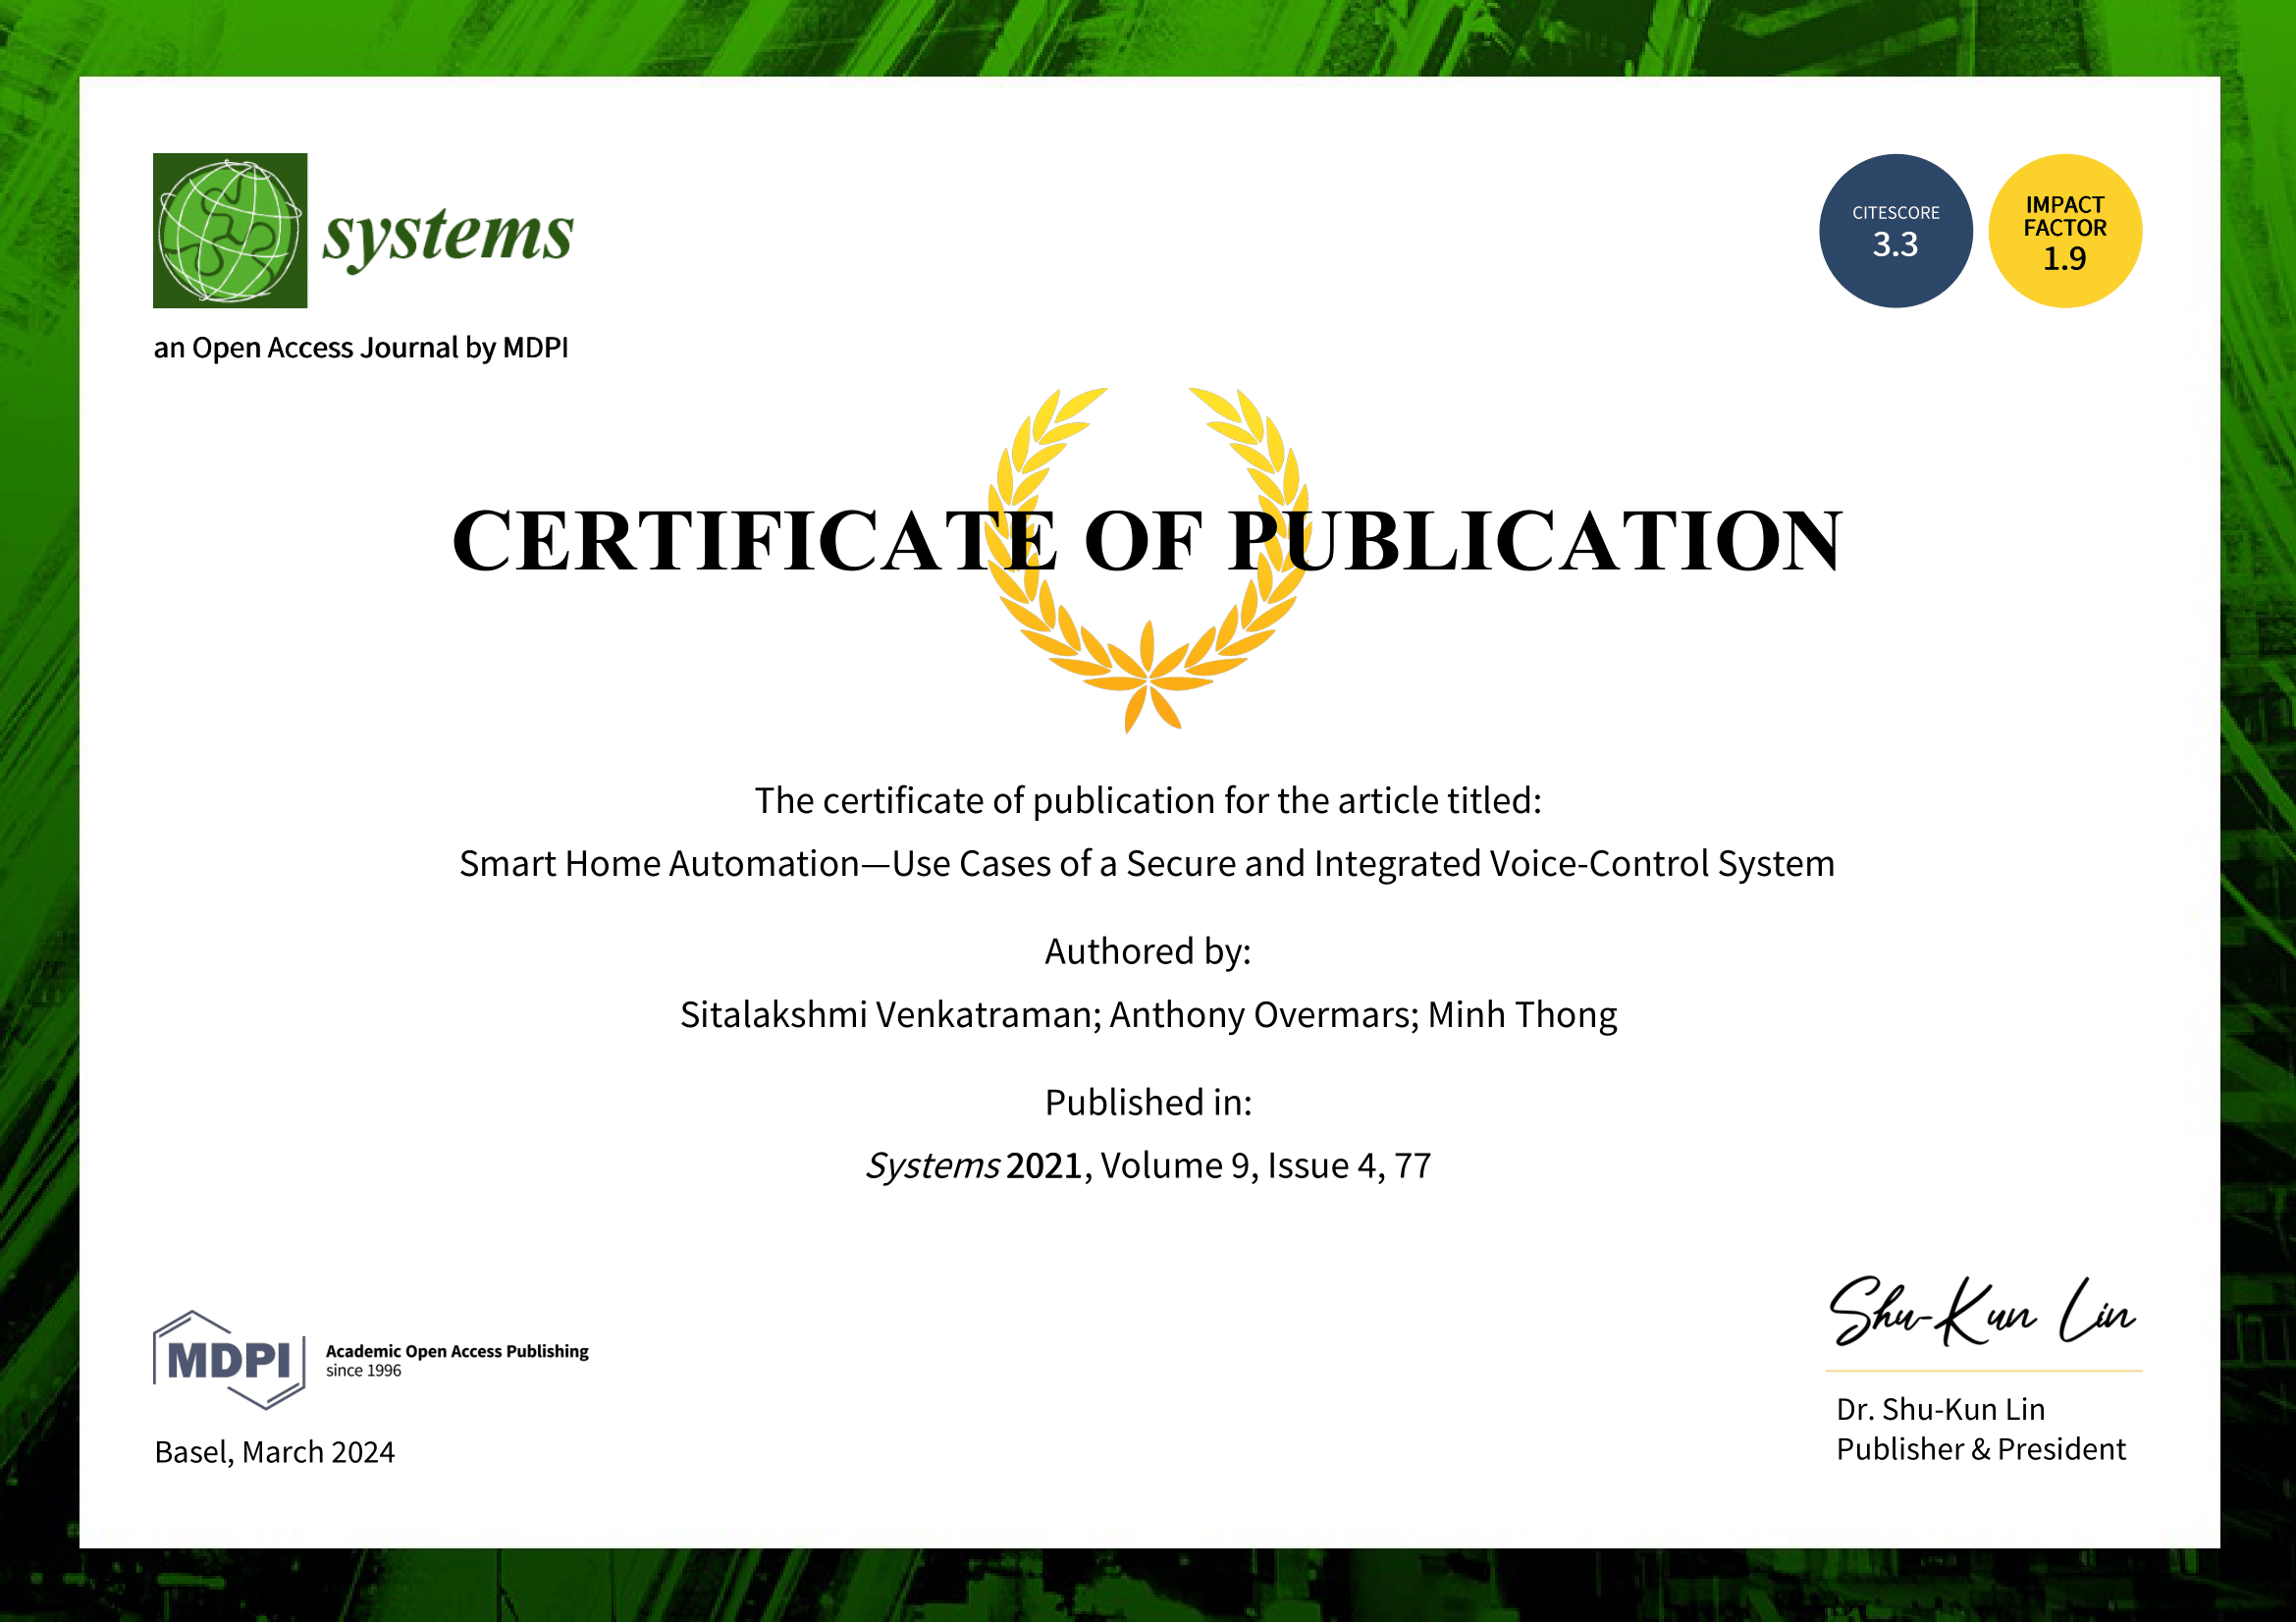 systems
an Open Access Journal by MDPI
CITESCORE
3.3
IMPACT
FACTOR
1.9
CERTIFICATE OF PUBLICATION
The certificate of publication for the article titled:
Smart Home Automation—Use Cases of a Secure and Integrated Voice-Control System
Authored by:
Sitalakshmi Venkatraman; Anthony Overmars; Minh Thong
Published in:
Systems 2021, Volume 9, Issue 4, 77
MDPI
Academic Open Access Publishing
since 1996
Basel, March 2024
Shu-Kun Lin
Dr. Shu-Kun Lin
Publisher & President